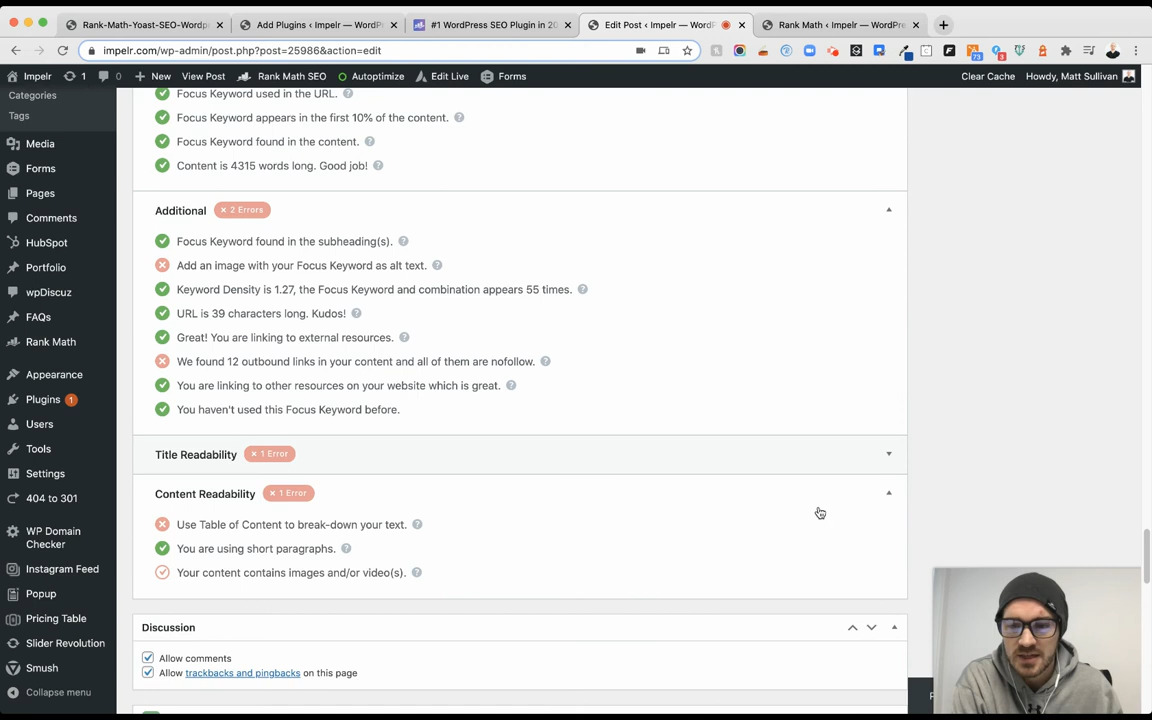 Rank-Math-Yoast-SEO-Wordp
Add Plugins ‹ Impelr — WordPr
#1 WordPress SEO Plugin in 20
Edit Post ‹ Impelr — WordP
Rank Math ‹ Impelr — WordPre
impelr.com/wp-admin/post.php?post=25986&action=edit
Impelr
1
0
New
View Post
Rank Math SEO
Autoptimize
Edit Live
Forms
Clear Cache
Howdy, Matt Sullivan
Categories
Tags
Media
Forms
Pages
Comments
HubSpot
Portfolio
wpDiscuz
FAQs
Rank Math
Appearance
Plugins 1
Users
Tools
Settings
404 to 301
WP Domain
Checker
Instagram Feed
Popup
Pricing Table
Slider Revolution
Smush
Collapse menu
Focus Keyword used in the URL.
Focus Keyword appears in the first 10% of the content.
Focus Keyword found in the content.
Content is 4315 words long. Good job!
Additional × 2 Errors
Focus Keyword found in the subheading(s).
Add an image with your Focus Keyword as alt text.
Keyword Density is 1.27, the Focus Keyword and combination appears 55 times.
URL is 39 characters long. Kudos!
Great! You are linking to external resources.
We found 12 outbound links in your content and all of them are nofollow.
You are linking to other resources on your website which is great.
You haven't used this Focus Keyword before.
Title Readability × 1 Error
Content Readability × 1 Error
Use Table of Content to break-down your text.
You are using short paragraphs.
Your content contains images and/or video(s).
Discussion
Allow comments
Allow trackbacks and pingbacks on this page